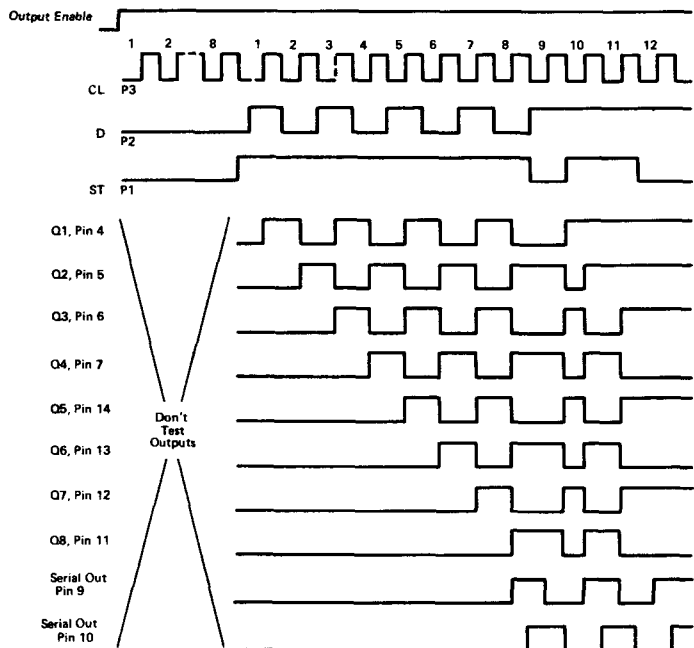 Output Enable
1 2 8 1 2 3 4 5 6 7 8 9 10 11 12
CL P3
D P2
ST P1
Q1, Pin 4
Q2, Pin 5
Q3, Pin 6
Q4, Pin 7
Q5, Pin 14
Q6, Pin 13
Q7, Pin 12
Q8, Pin 11
Don't
Test
Outputs
Serial Out
Pin 9
Serial Out
Pin 10